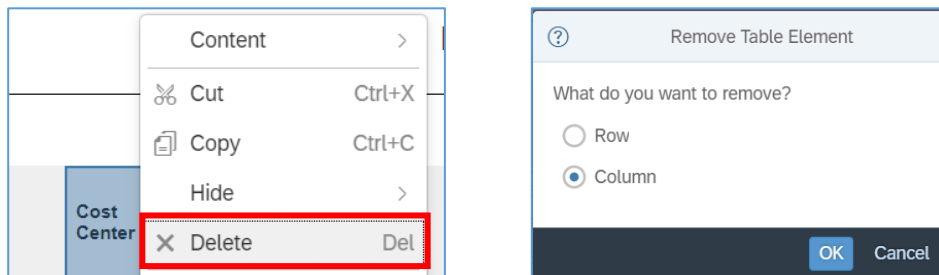 Content
Cut Ctrl+X
Copy Ctrl+C
Hide
Delete Del
Cost
Center
Remove Table Element
What do you want to remove?
Row
Column
OK Cancel